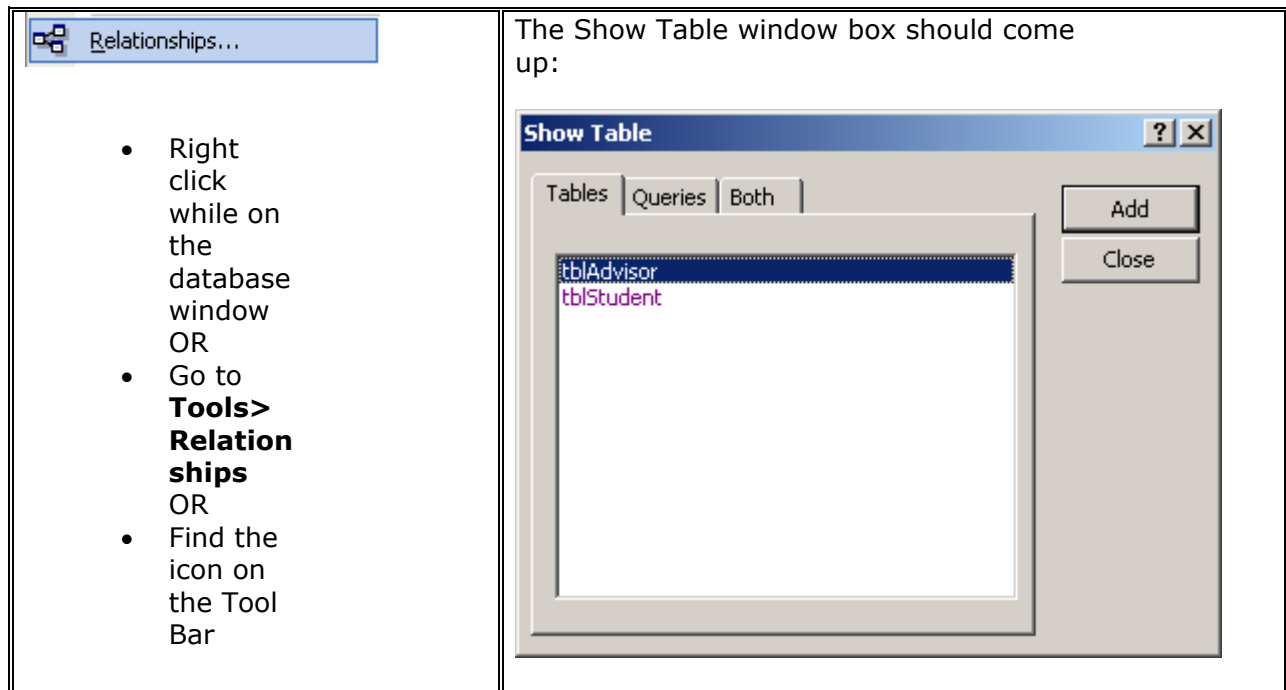 Relationships...
• Right
click
while on
the
database
window
OR
• Go to
Tools>
Relation
ships
OR
• Find the
icon on
the Tool
Bar
The Show Table window box should come
up:
Show Table
Tables Queries Both
Add
Close
tblAdvisor
tblStudent